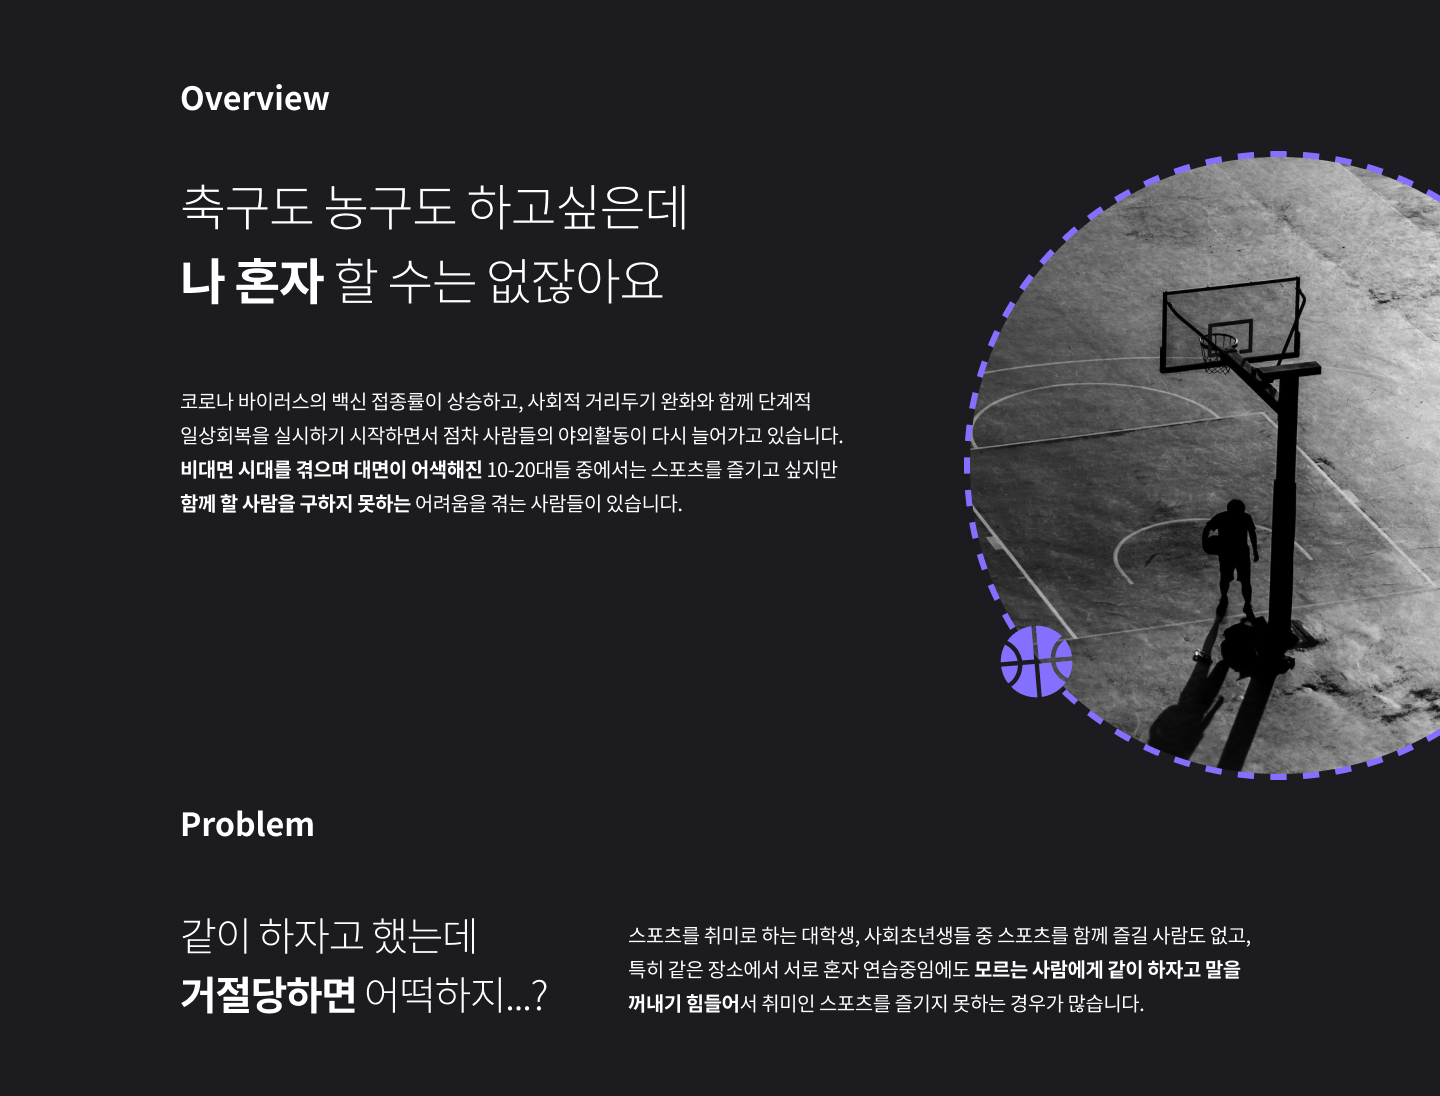 Overview
축구도 농구도 하고싶은데
나 혼자 할 수는 없잖아요
코로나 바이러스의 백신 접종률이 상승하고, 사회적 거리두기 완화와 함께 단계적
일상회복을 실시하기 시작하면서 점차 사람들의 야외활동이 다시 늘어가고 있습니다.
비대면 시대를 겪으며 대면이 어색해진 10-20대들 중에서는 스포츠를 즐기고 싶지만
함께 할 사람을 구하지 못하는 어려움을 겪는 사람들이 있습니다.
Problem
같이 하자고 했는데
거절당하면 어떡하지...?
스포츠를 취미로 하는 대학생, 사회초년생들 중 스포츠를 함께 즐길 사람도 없고,
특히 같은 장소에서 서로 혼자 연습중임에도 모르는 사람에게 같이 하자고 말을
꺼내기 힘들어서 취미인 스포츠를 즐기지 못하는 경우가 많습니다.